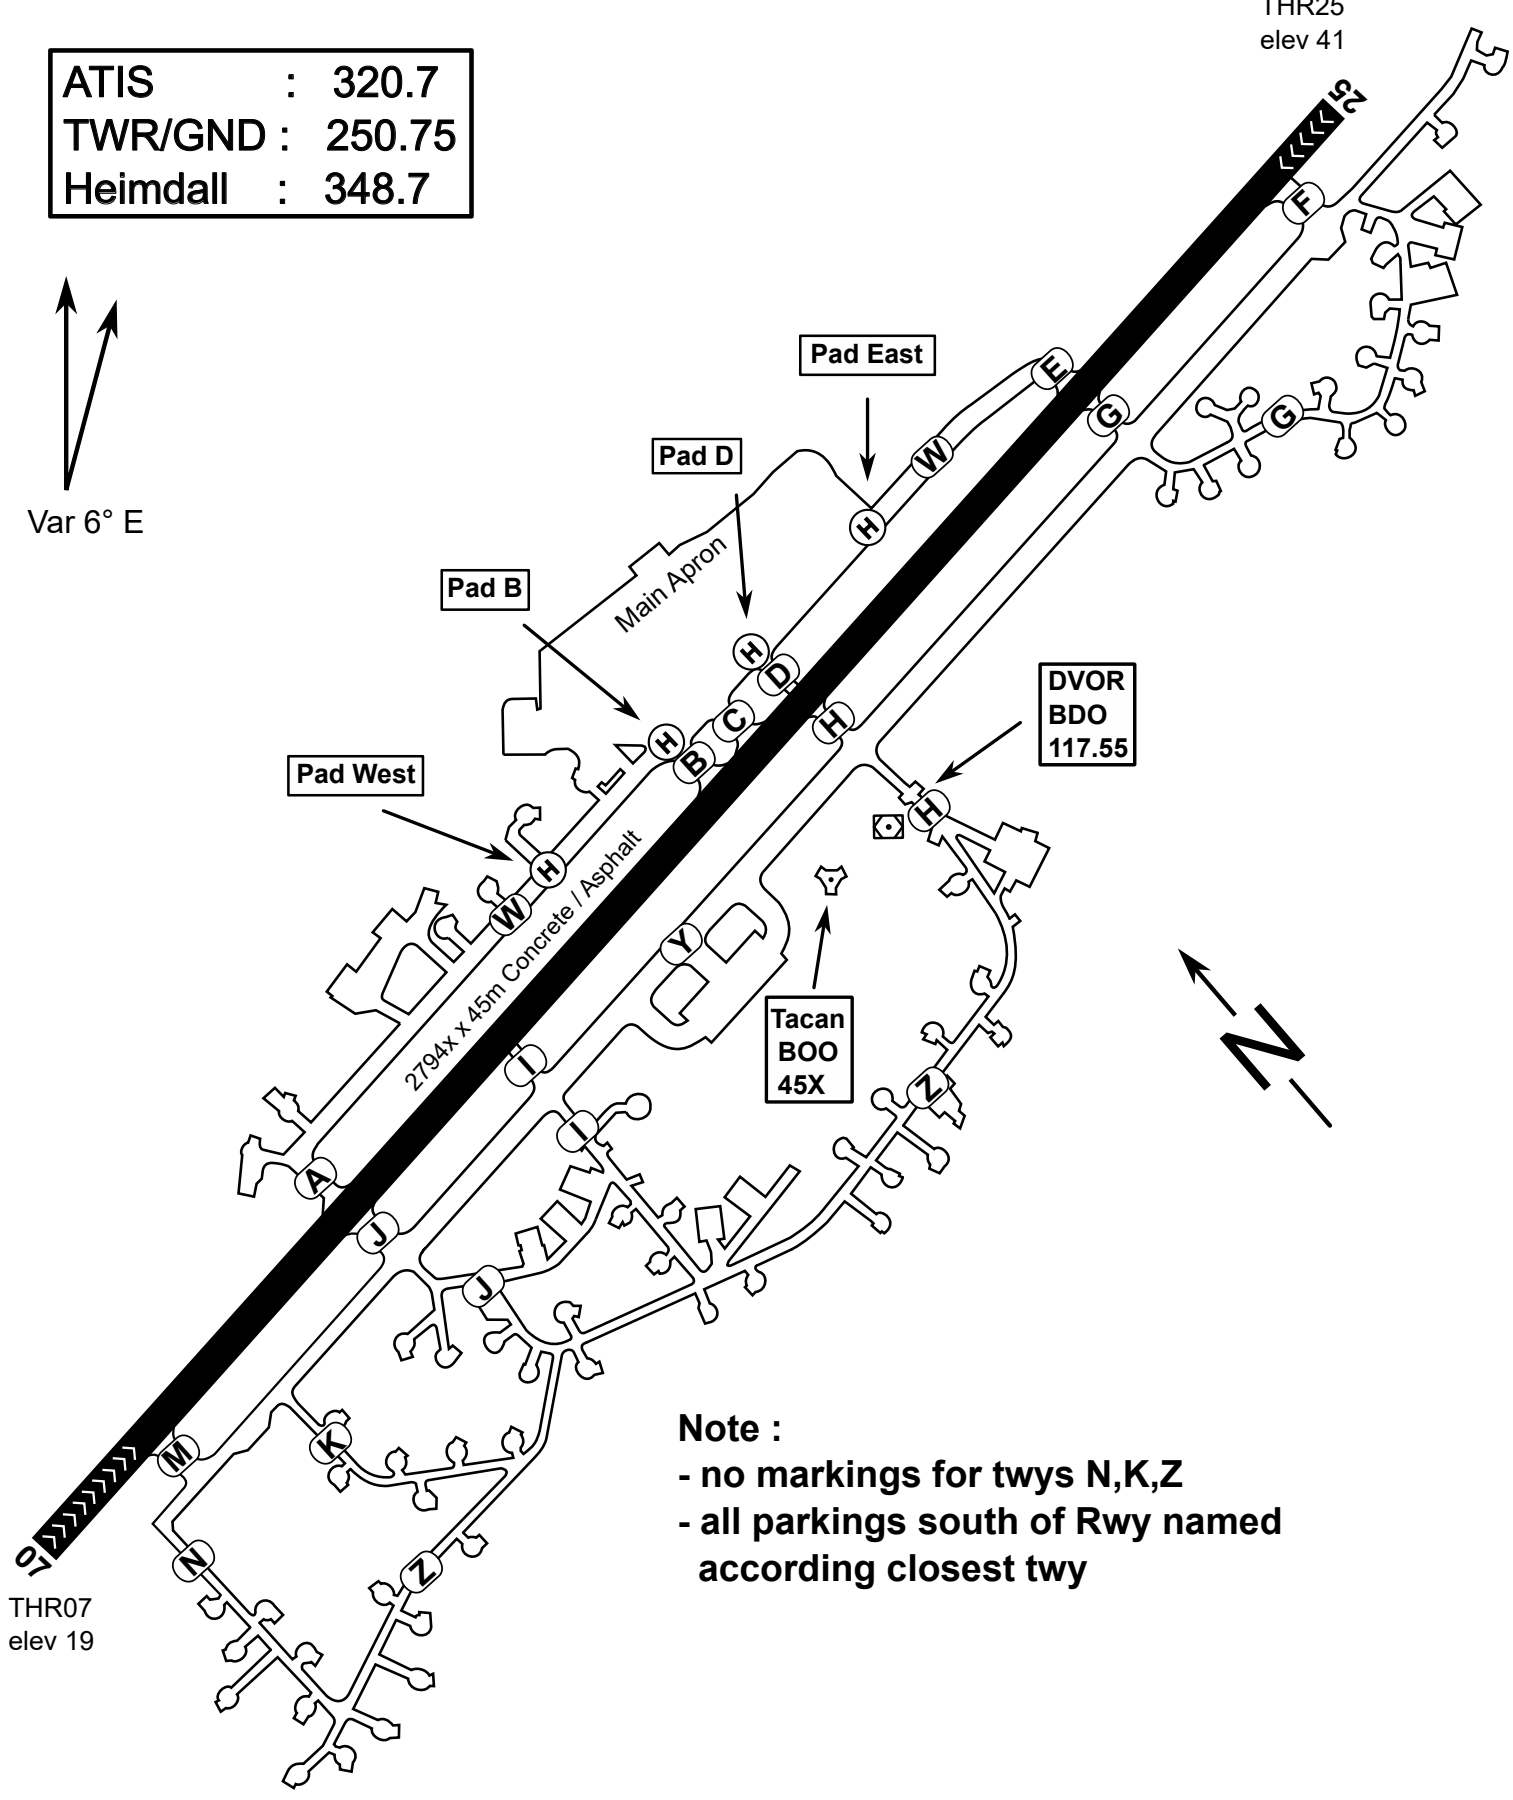 THR25
elev 41
25
ATIS : 320.7
TWR/GND : 250.75
Heimdall : 348.7
F
Pad East
E
G
G
W
Pad D
H
Var 6° E
Main Apron
Pad B
H
D
DVOR
BDO
117.55
C
H
H
B
Pad West
H
H
W
2794x x 45m Concrete / Asphalt
Y
Tacan
BOO
45X
N
I
Z
I
A
J
J
Note :
- no markings for twys N,K,Z
- all parkings south of Rwy named
according closest twy
K
M
N
Z
07
THR07
elev 19